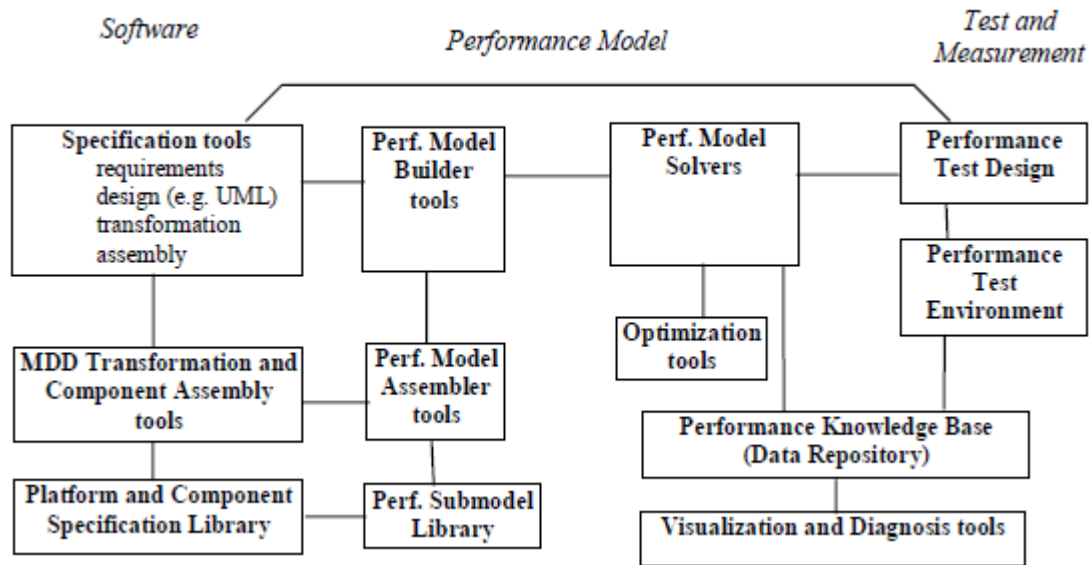 Software
Performance Model
Test and
Measurement
Specification tools
requirements
design (e.g. UML)
transformation
assembly
Perf. Model
Builder
tools
Perf. Model
Solvers
Performance
Test Design
Performance
Test
Environment
Optimization
tools
MDD Transformation and
Component Assembly
tools
Perf. Model
Assembler
tools
Performance Knowledge Base
(Data Repository)
Platform and Component
Specification Library
Perf. Submodel
Library
Visualization and Diagnosis tools